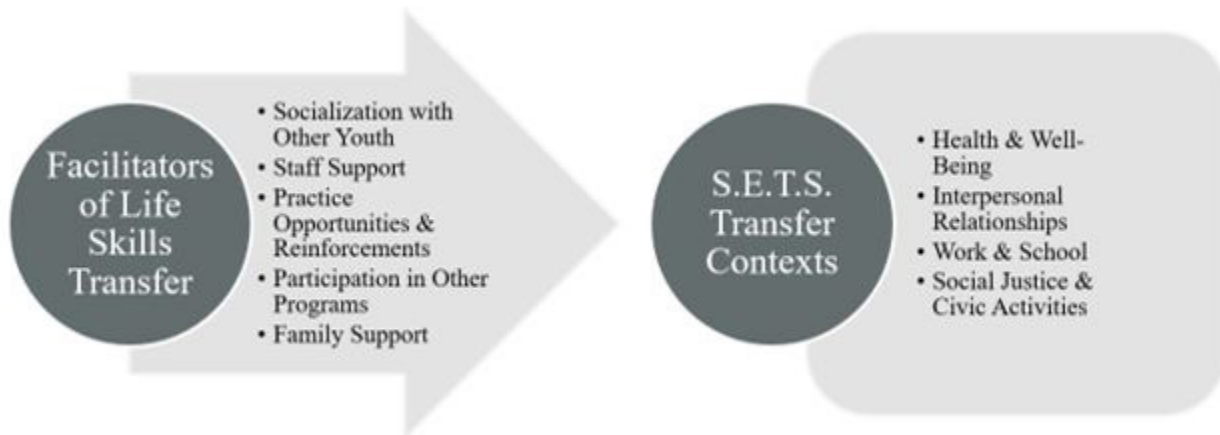 Facilitators
of Life
Skills
Transfer
• Socialization with
Other Youth
• Staff Support
• Practice
Opportunities &
Reinforcements
• Participation in Other
Programs
• Family Support
S.E.T.S.
Transfer
Contexts
• Health & Well-
Being
• Interpersonal
Relationships
• Work & School
• Social Justice &
Civic Activities